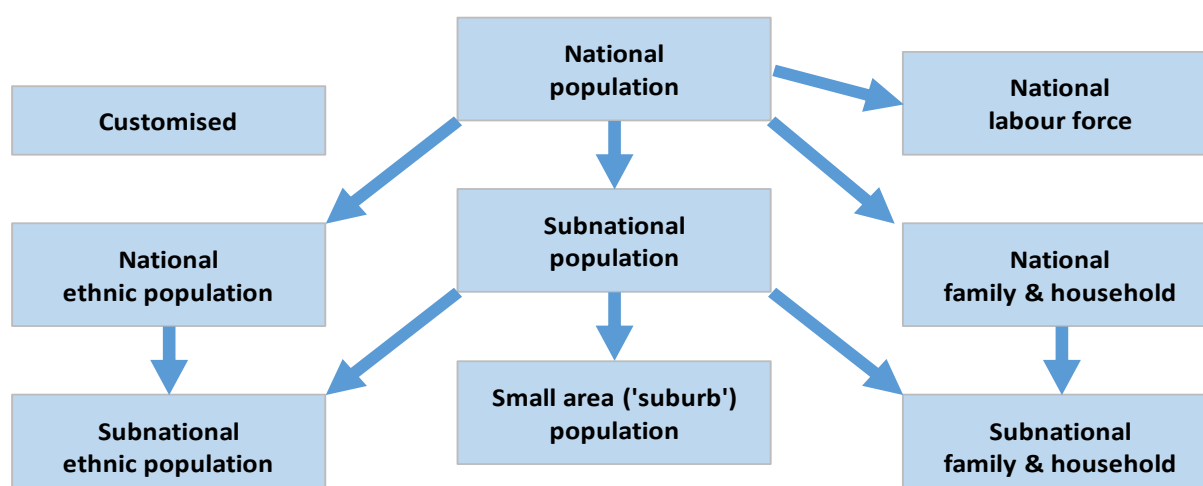 National
population
Customised
National
labour force
Subnational
population
National
ethnic population
National
family & household
Small area ('suburb')
population
Subnational
ethnic population
Subnational
family & household